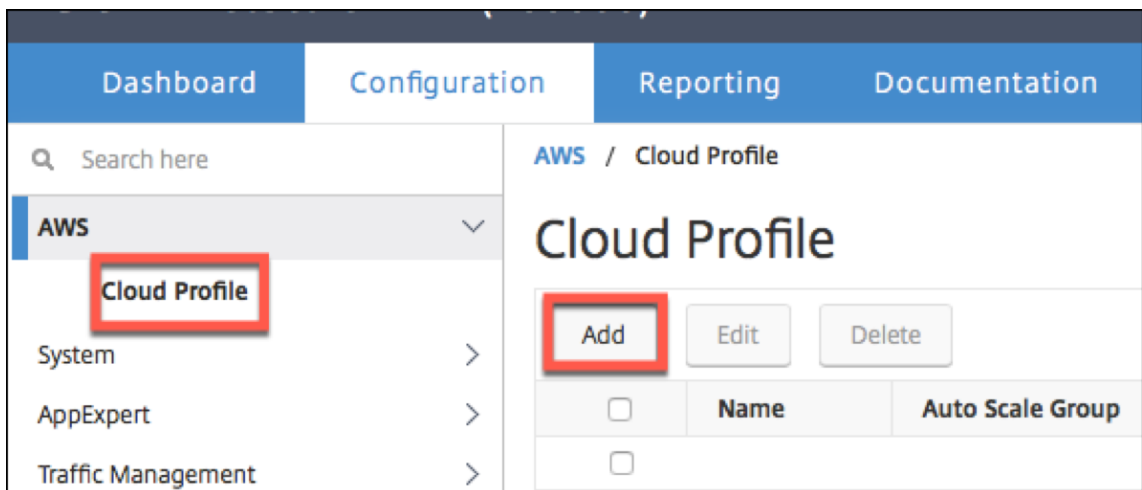 Dashboard Configuration Reporting Documentation
Search here
AWS
Cloud Profile
System
AppExpert
Traffic Management
AWS / Cloud Profile
Cloud Profile
Add Edit Delete
Name Auto Scale Group